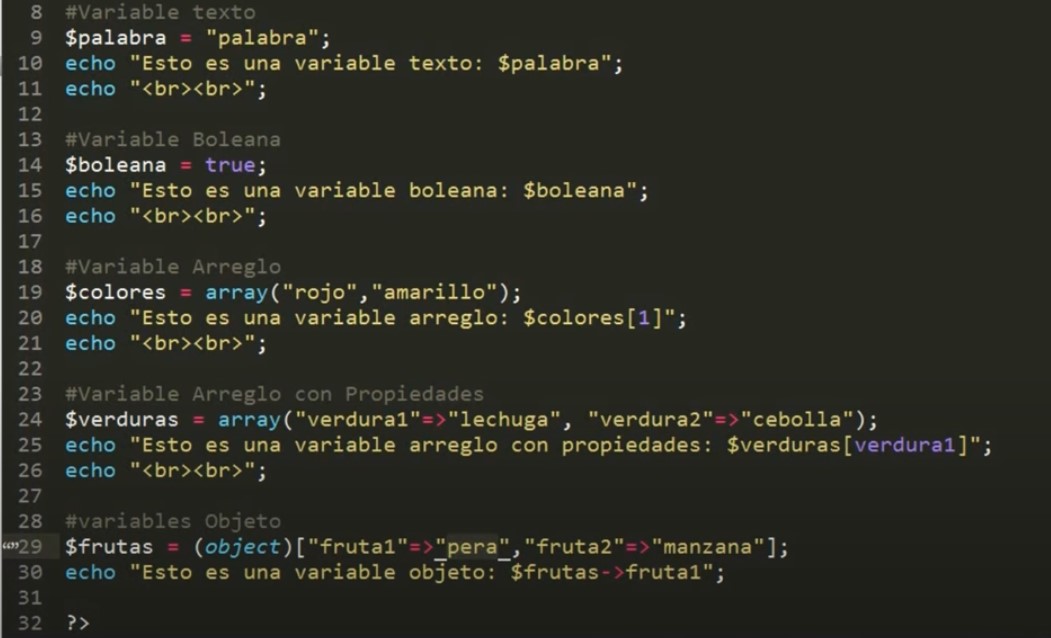 8 #Variable texto
9 $palabra = "palabra";
10 echo "Esto es una variable texto: $palabra";
11 echo "<br><br>";
12
13 #Variable Boleana
14 $boleana = true;
15 echo "Esto es una variable boleana: $boleana";
16 echo "<br><br>";
17
18 #Variable Arreglo
19 $colores = array("rojo","amarillo");
20 echo "Esto es una variable arreglo: $colores[1]";
21 echo "<br><br>";
22
23 #Variable Arreglo con Propiedades
24 $verduras = array("verdura1"=>"lechuga", "verdura2"=>"cebolla");
25 echo "Esto es una variable arreglo con propiedades: $verduras[verdura1]";
26 echo "<br><br>";
27
28 #variables Objeto
29 $frutas = (object)["fruta1"=>"pera","fruta2"=>"manzana"];
30 echo "Esto es una variable objeto: $frutas->fruta1";
31
32 ?>